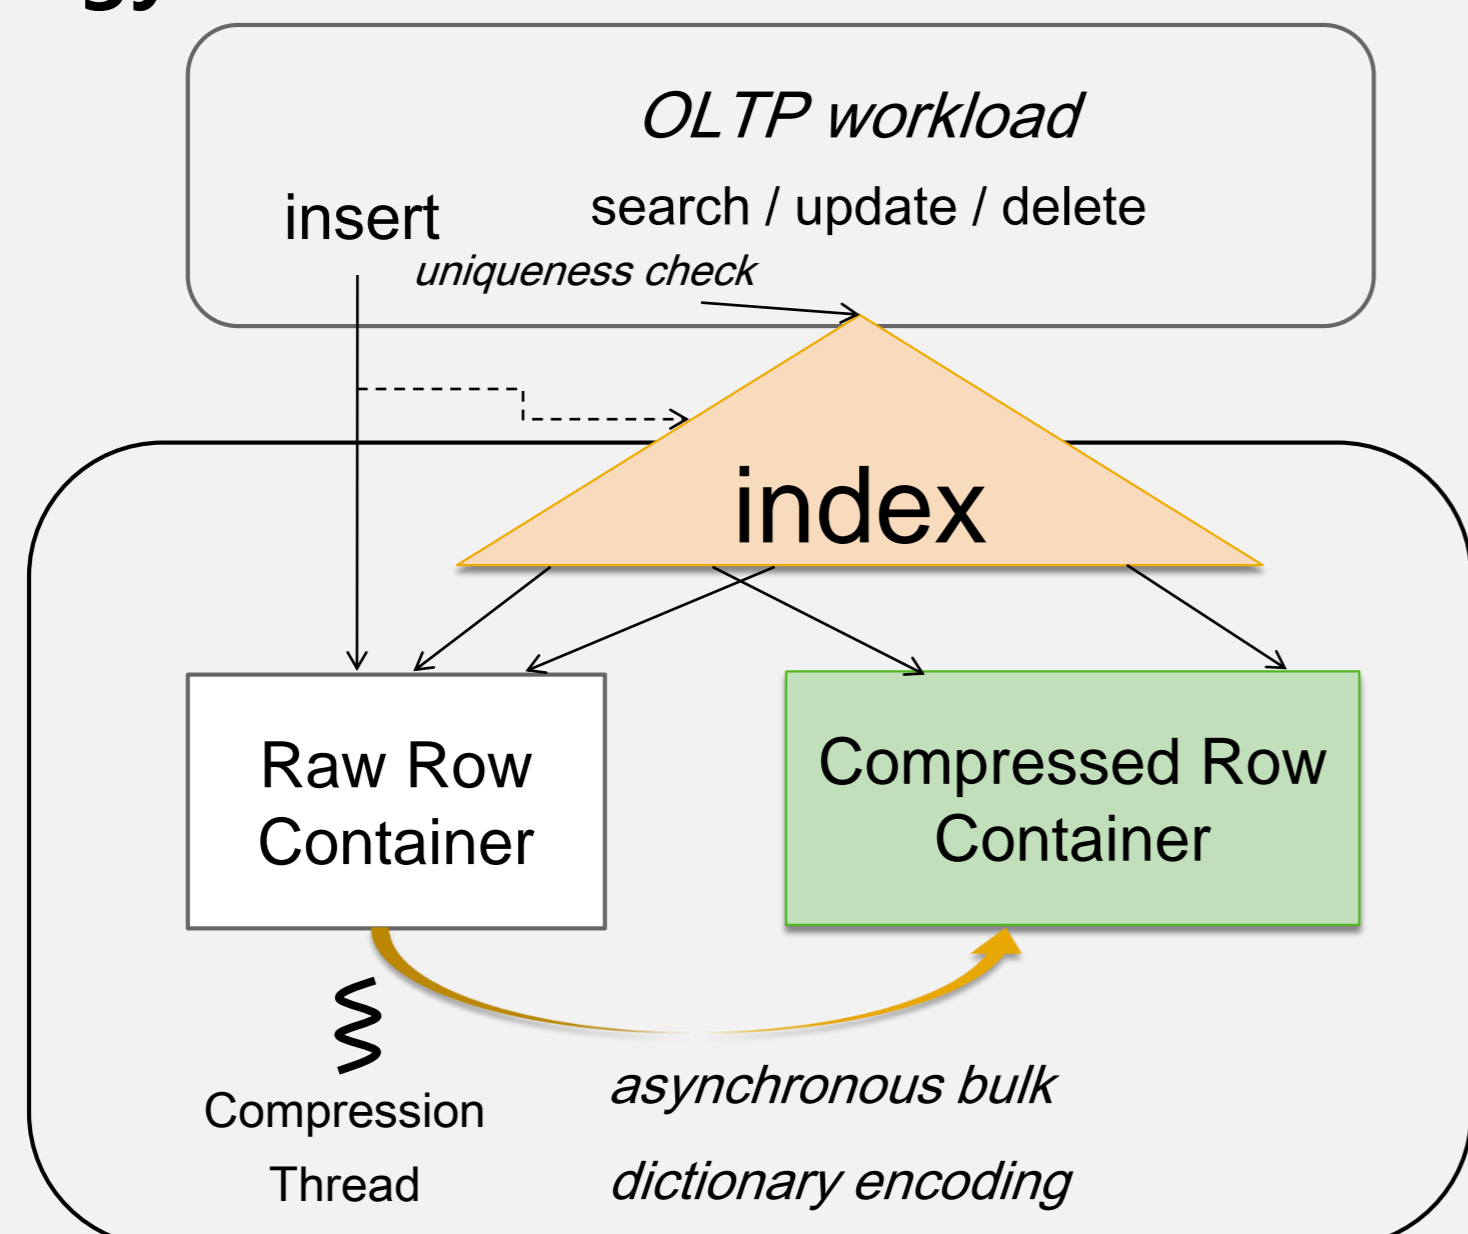 gy
OLTP workload
insert
search / update / delete
uniqueness check
index
Raw Row
Container
Compressed Row
Container
Compression
Thread
asynchronous bulk
dictionary encoding